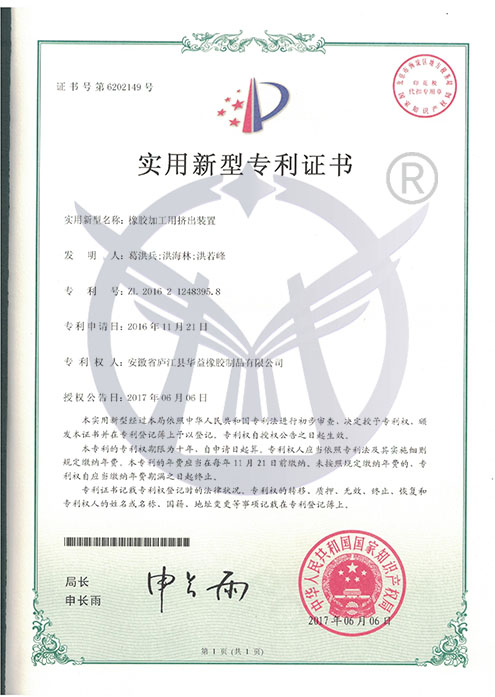 证书号第6202149号
实用新型专利证书
®
实用新型名称：橡胶加工用挤出装置
发明人：葛洪兵;洪海林;洪若峰
专利号：ZL 2016 2 1248395.8
专利申请日：2016年11月21日
专利权人：安徽省庐江县华益橡胶制品有限公司
授权公告日：2017年06月06日
本实用新型经过本局依照中华人民共和国专利法进行初步审查，决定授予专利权，颁
发本证书并在专利登记簿上予以登记。专利权自授权公告之日起生效。
本专利的专利权期限为十年，自申请日起算。专利权人应当依照专利法及其实施细则
规定缴纳年费。本专利的年费应当在每年11月21日前缴纳。未按照规定缴纳年费的，专
利权自应当缴纳年费期满之日起终止。
专利证书记载专利权登记时的法律状况。专利权的转移、质押、无效、终止、恢复和
专利权人的姓名或名称、国籍、地址变更等事项记载在专利登记簿上。
局长
申长雨
申长雨
中华人民共和国国家知识产权局
2017年06月06日
第1页(共1页)